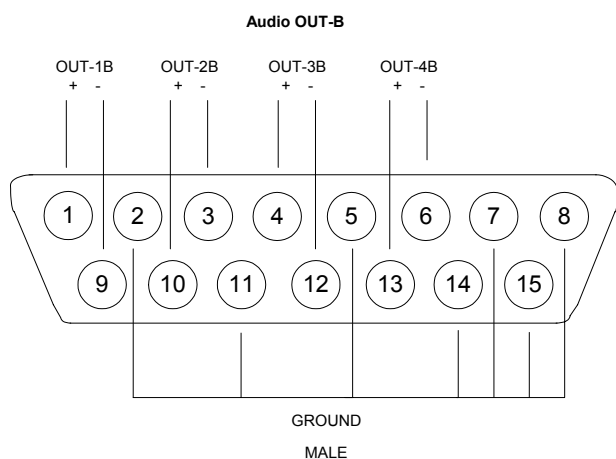 Audio OUT-B
OUT-1B OUT-2B OUT-3B OUT-4B
+ - + - + - + -
1 2 3 4 5 6 7 8
9 10 11 12 13 14 15
GROUND
MALE